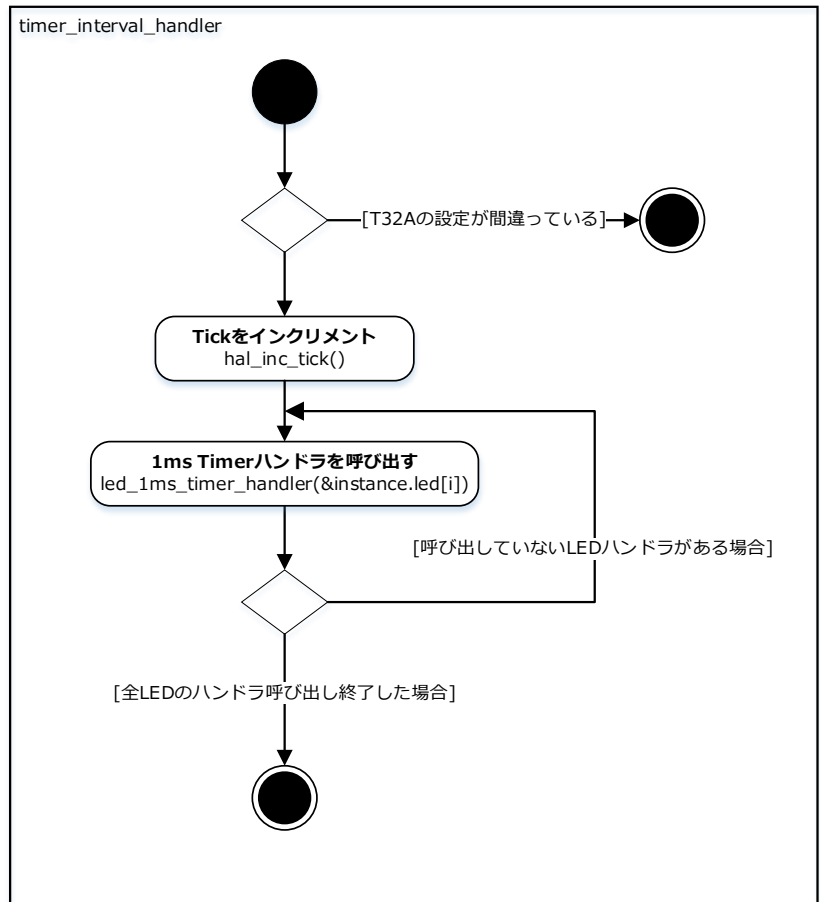 timer_interval_handler
[T32Aの設定が間違っている]
Tickをインクリメント
hal_inc_tick()
1ms Timerハンドラを呼び出す
led_1ms_timer_handler(&instance.led[i])
[呼び出していないLEDハンドラがある場合]
[全LEDのハンドラ呼び出し終了した場合]